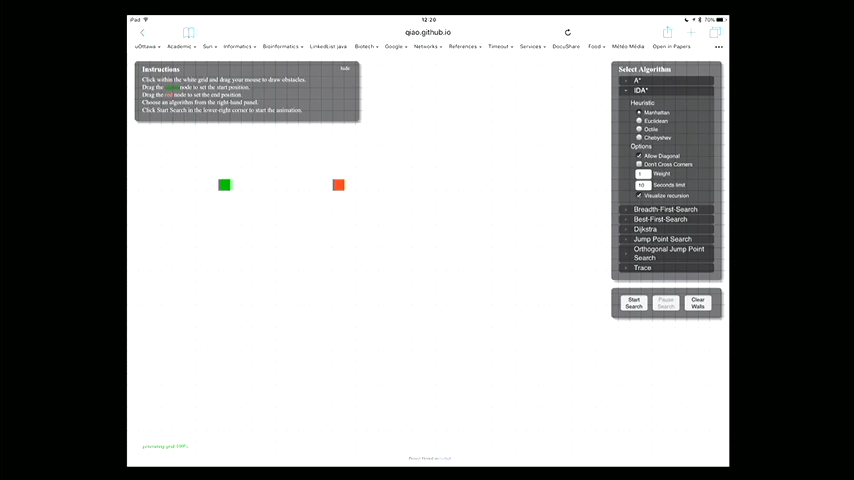 iPad
12:20
70%
qiao.github.io
uOttawa Academic Sun Informatics Bioinformatics LinkedList java Biotech Google Networks References Timeout Services DocuShare Food Météo Média Open in Papers
Instructions
hide
Click within the white grid and drag your mouse to draw obstacles.
Drag the green node to set the start position.
Drag the red node to set the end position.
Choose an algorithm from the right-hand panel.
Click Start Search in the lower-right corner to start the animation.
Select Algorithm
A*
IDA*
Heuristic
Manhattan
Euclidean
Octile
Chebyshev
Options
Allow Diagonal
Don't Cross Corners
1 Weight
10 Seconds limit
Visualize recursion
Breadth-First-Search
Best-First-Search
Dijkstra
Jump Point Search
Orthogonal Jump Point
Search
Trace
Start
Search
Pause
Search
Clear
Walls